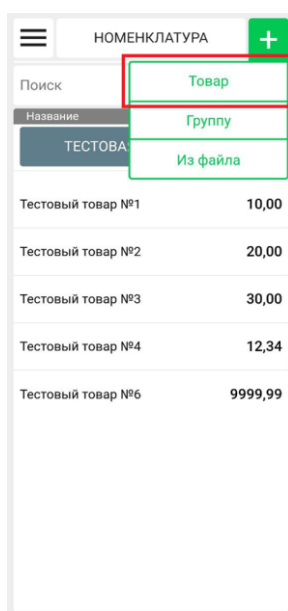 НОМЕНКЛАТУРА
+
Поиск
Товар
Название
Группу
ТЕСТОВА
Из файла
Тестовый товар №1 10,00
Тестовый товар №2 20,00
Тестовый товар №3 30,00
Тестовый товар №4 12,34
Тестовый товар №6 9999,99